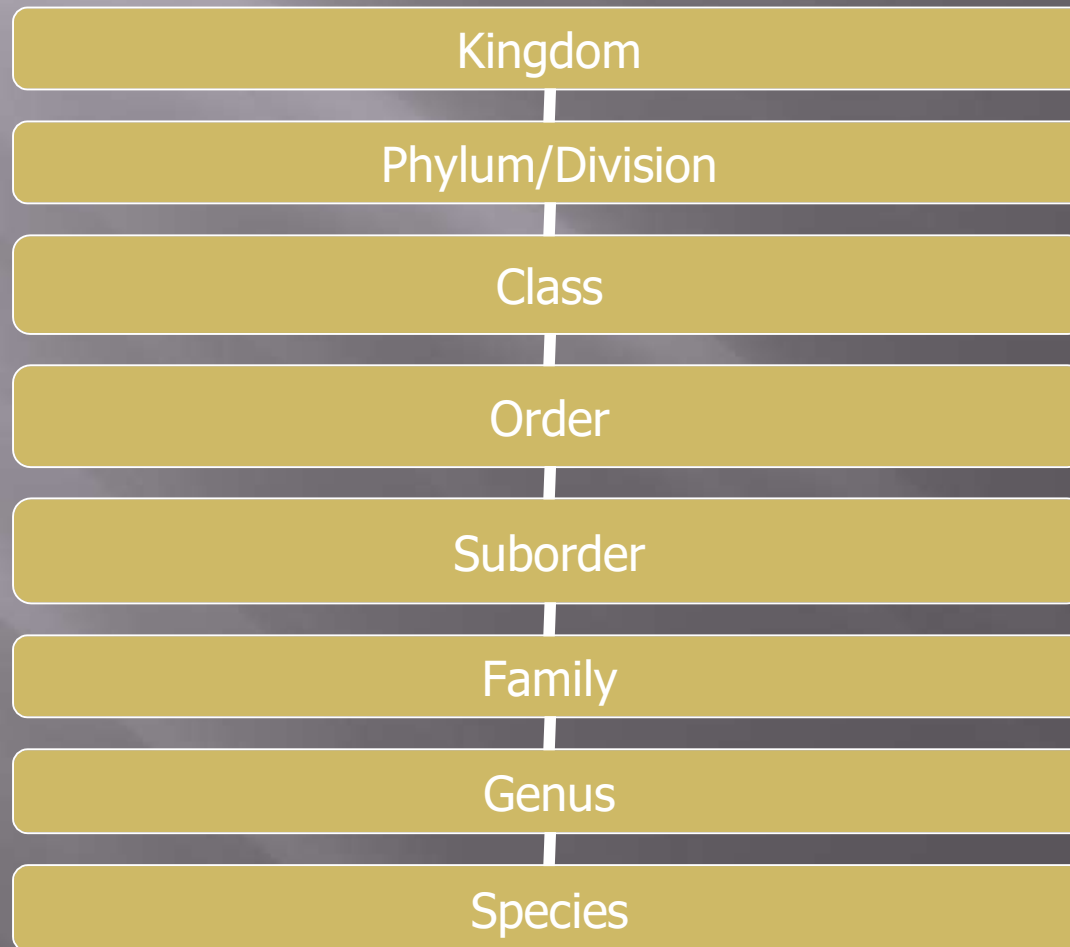 Kingdom
Phylum/Division
Class
Order
Suborder
Family
Genus
Species